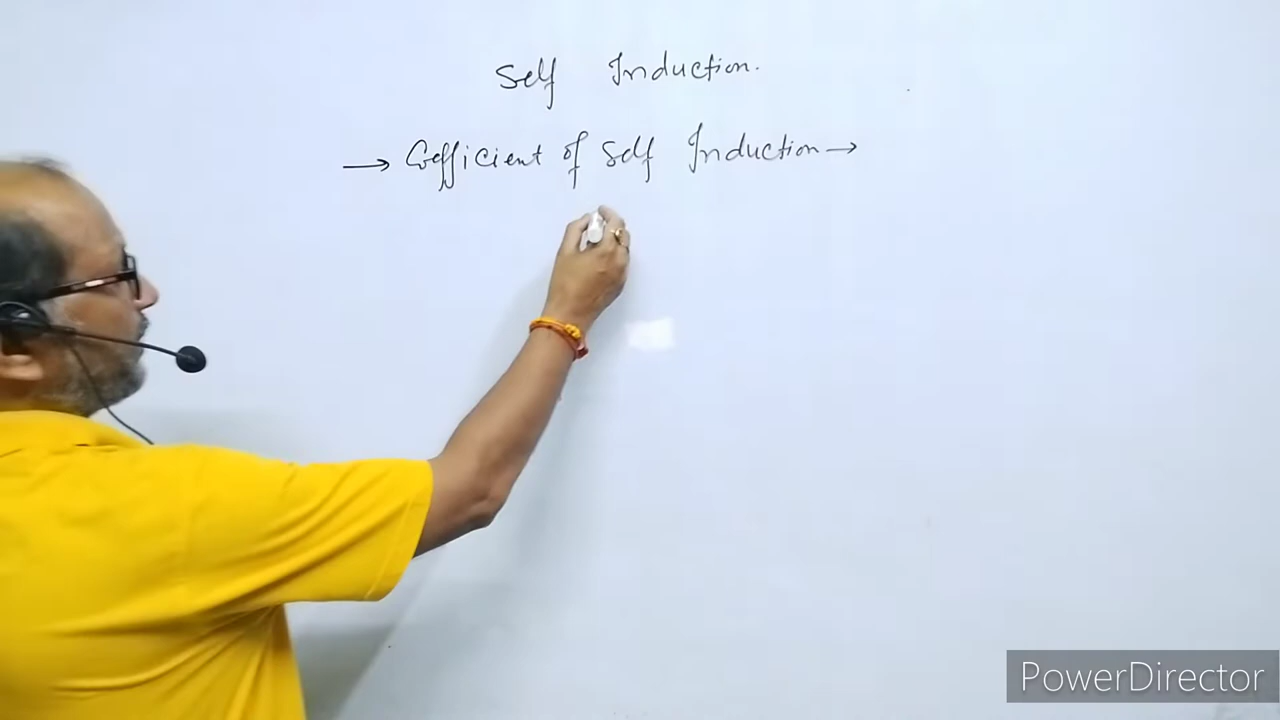 Self Induction.
→ Coefficient of Self Induction →
PowerDirector